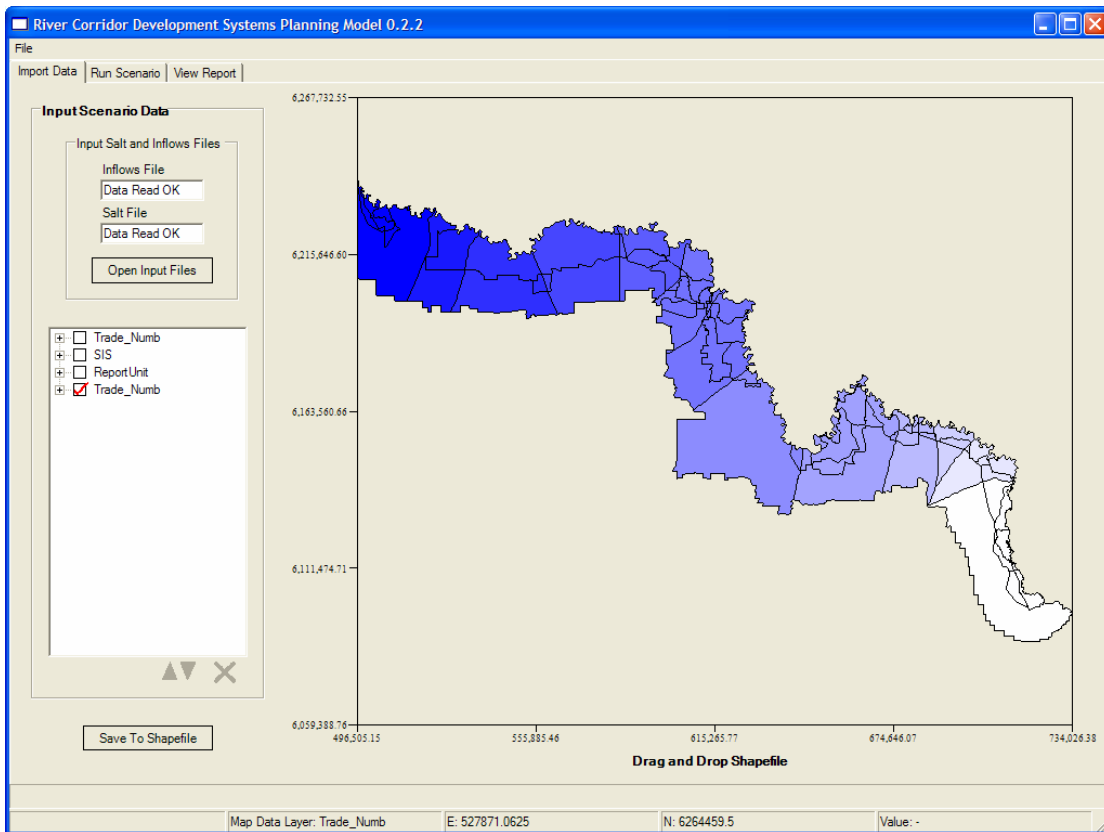 River Corridor Development Systems Planning Model 0.2.2
File
Import Data Run Scenario View Report
Input Scenario Data
Input Salt and Inflows Files
Inflows File
Data Read OK
Salt File
Data Read OK
Open Input Files
Trade_Numb
SIS
ReportUnit
Trade_Numb
Save To Shapefile
6,267,732.55
6,215,646.60
6,163,560.66
6,111,474.71
6,059,388.76
496,505.15 555,885.46 615,265.77 674,646.07 734,026.38
Drag and Drop Shapefile
Map Data Layer: Trade_Numb E: 527871.0625 N: 6264459.5 Value: -